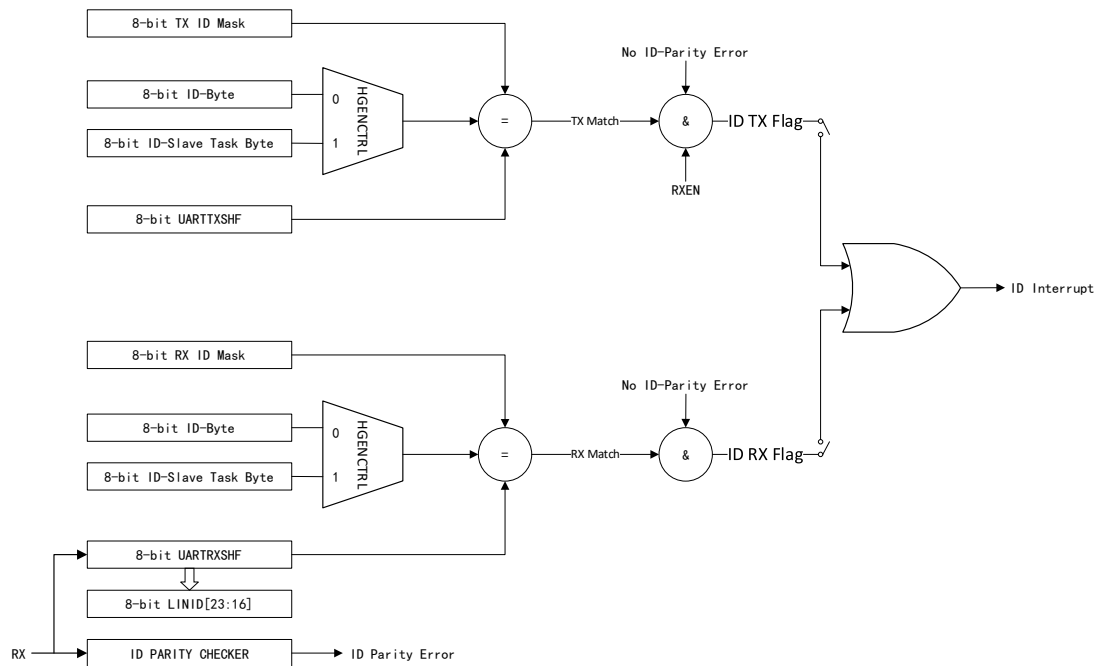 8-bit TX ID Mask
No ID-Parity Error
8-bit ID-Byte
0
HGENCTRL
=
TX Match
&
ID TX Flag
8-bit ID-Slave Task Byte
1
RXEN
8-bit UARTTXSHF
ID Interrupt
8-bit RX ID Mask
No ID-Parity Error
8-bit ID-Byte
0
HGENCTRL
=
RX Match
&
ID RX Flag
8-bit ID-Slave Task Byte
1
8-bit UARTRXSHF
8-bit LINID[23:16]
RX
ID PARITY CHECKER
ID Parity Error